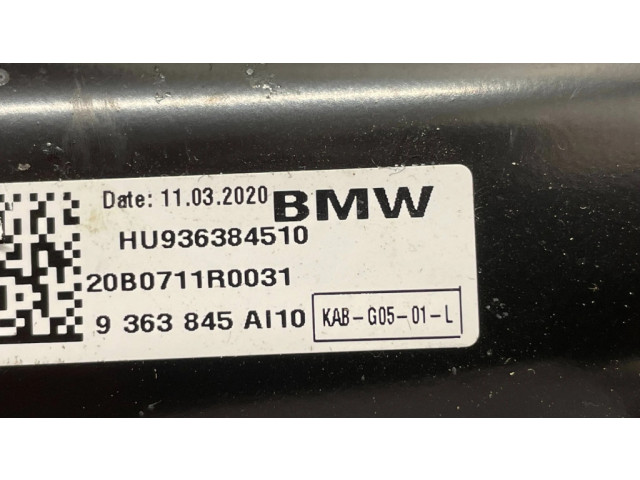 Date: 11.03.2020 BMW
HU936384510
20B0711R0031
9 363 845 AI10 KAB-G05-01-L